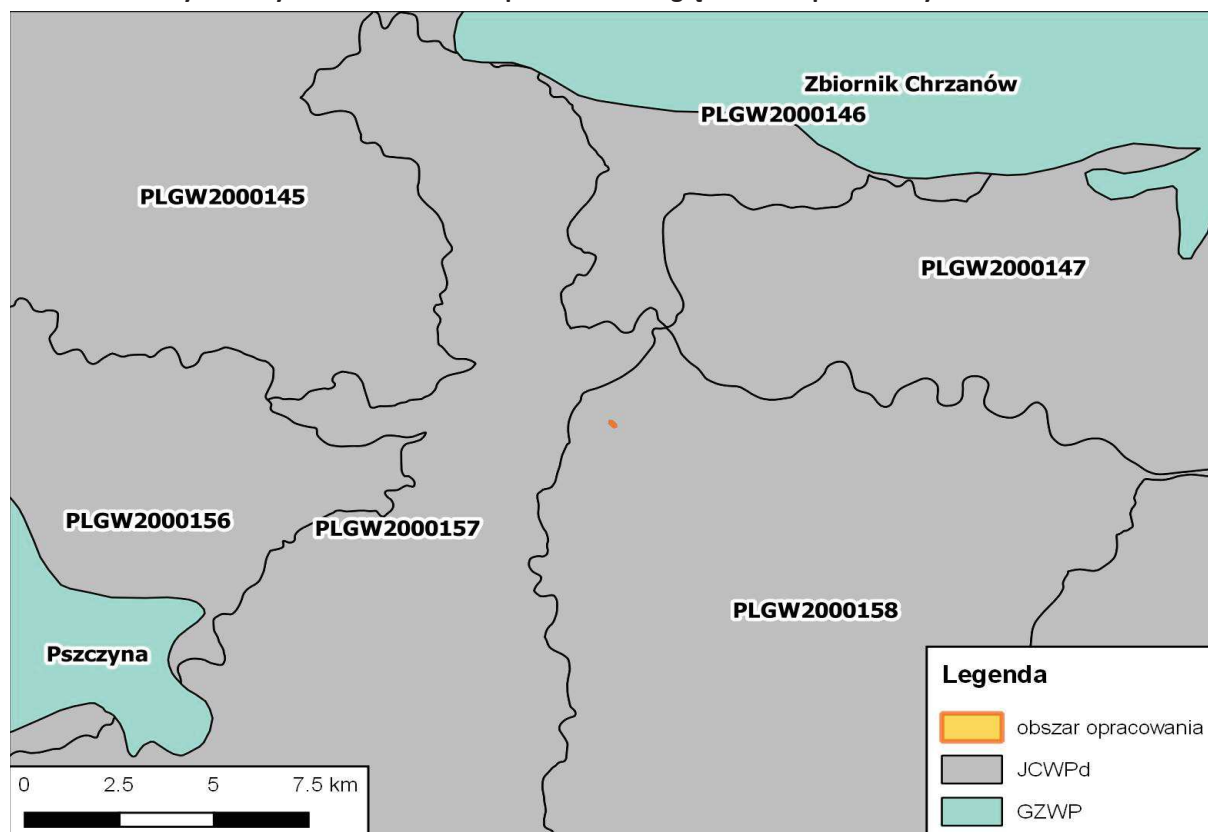 Zbiornik Chrzanów
PLGW2000146
PLGW2000145
PLGW2000147
PLGW2000156
PLGW2000157
PLGW2000158
Pszczyna
Legenda
obszar opracowania
JCWPd
GZWP
0 2.5 5 7.5 km